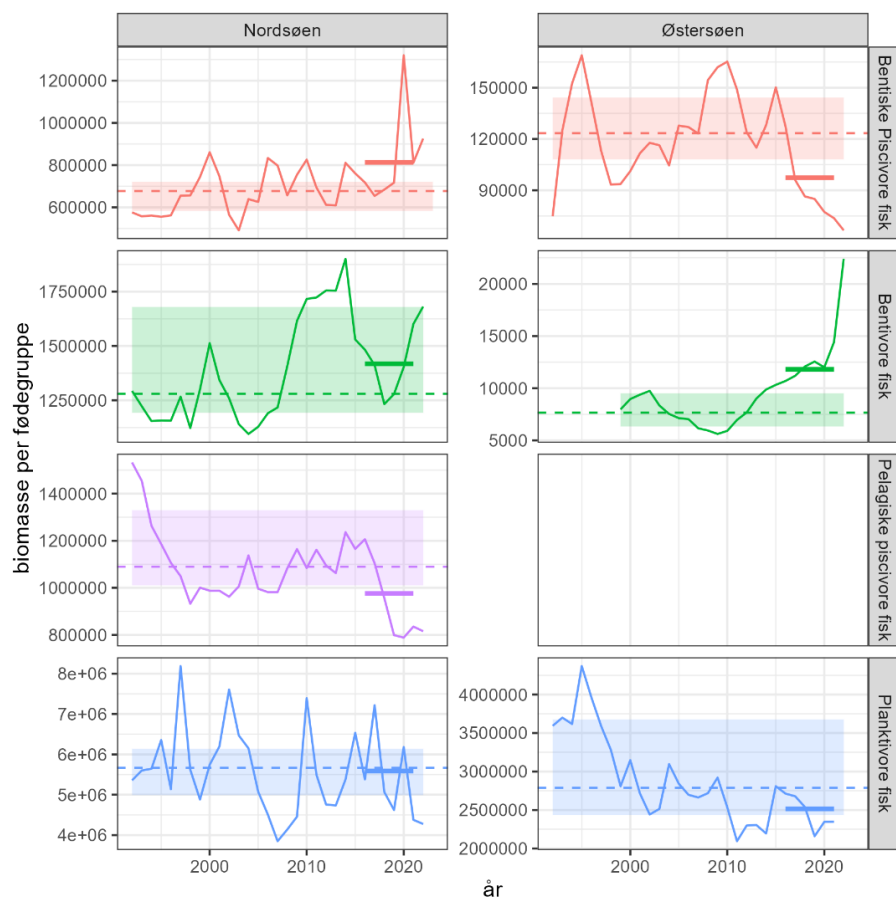 Nordsøen
Østersøen
1200000
1000000
800000
600000
150000
120000
90000
Bentiske Piscivore fisk
1750000
1500000
1250000
20000
15000
10000
5000
Bentivore fisk
1400000
1200000
1000000
800000
Pelagiske piscivore fisk
8e+06
7e+06
6e+06
5e+06
4e+06
4000000
3500000
3000000
2500000
2000000
Planktivore fisk
2000
2010
2020
2000
2010
2020
biomasse per fødegruppe
år